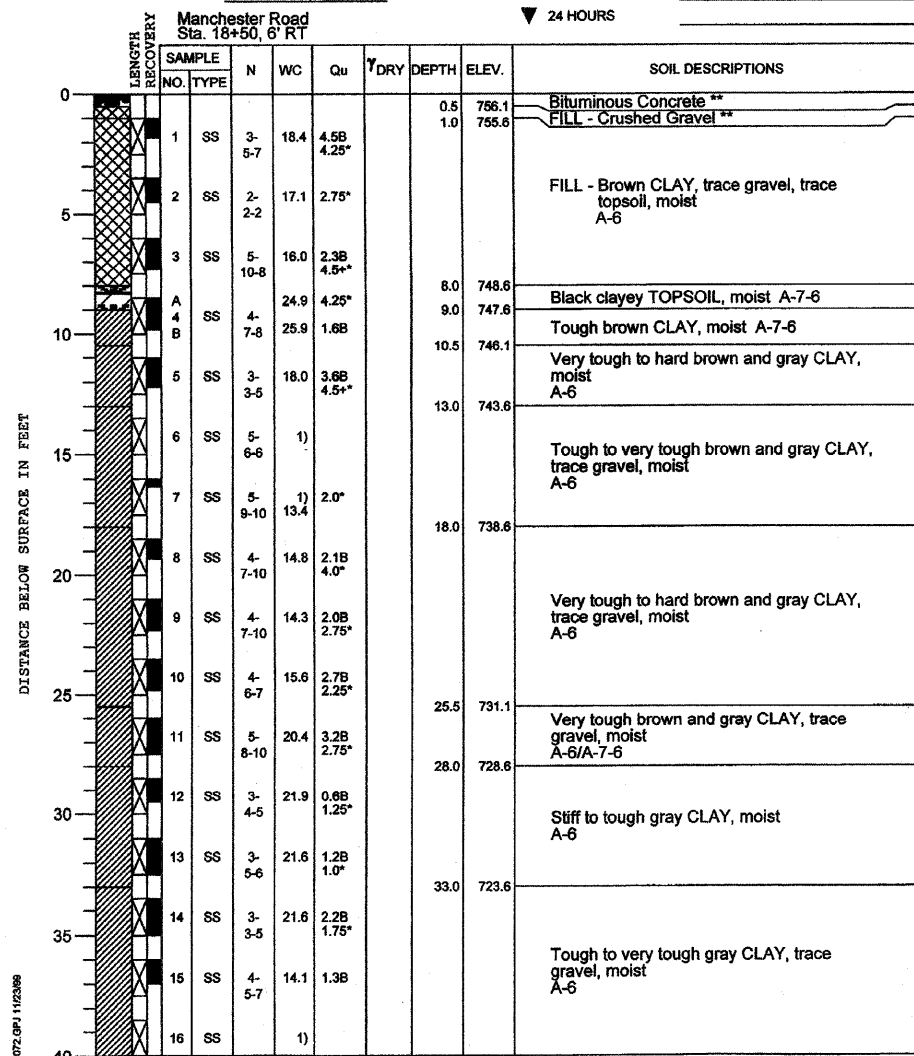 Manchester Road
Sta. 18+50, 6' RT
▼ 24 HOURS
LENGTH
RECOVERY
SAMPLE
NO. TYPE N WC Qu γDRY DEPTH ELEV. SOIL DESCRIPTIONS
0
0.5 756.1 Bituminous Concrete **
1.0 755.6 FILL - Crushed Gravel **
1 SS 3- 18.4 4.5B
5-7 4.25*
FILL - Brown CLAY, trace gravel, trace
topsoil, moist
A-6
2 SS 2- 17.1 2.75*
2-2
5
3 SS 5- 16.0 2.3B
10-8 4.5+*
8.0 748.6
Black clayey TOPSOIL, moist A-7-6
A 24.9 4.25*
9.0 747.6
4 SS 4-
B 7-8 25.9 1.6B
Tough brown CLAY, moist A-7-6
10
10.5 746.1
Very tough to hard brown and gray CLAY,
moist
A-6
5 SS 3- 18.0 3.6B
3-5 4.5+*
13.0 743.6
6 SS 5- 1)
6-6
Tough to very tough brown and gray CLAY,
trace gravel, moist
A-6
15
7 SS 5- 1) 2.0*
9-10 13.4
18.0 738.6
8 SS 4- 14.8 2.1B
7-10 4.0*
20
Very tough to hard brown and gray CLAY,
trace gravel, moist
A-6
9 SS 4- 14.3 2.0B
7-10 2.75*
10 SS 4- 15.6 2.7B
6-7 2.25*
25
25.5 731.1
Very tough brown and gray CLAY, trace
gravel, moist
A-6/A-7-6
11 SS 5- 20.4 3.2B
8-10 2.75*
28.0 728.6
12 SS 3- 21.9 0.6B
4-5 1.25*
30
Stiff to tough gray CLAY, moist
A-6
13 SS 3- 21.6 1.2B
5-6 1.0*
33.0 723.6
14 SS 3- 21.6 2.2B
3-5 1.75*
35
Tough to very tough gray CLAY, trace
gravel, moist
A-6
15 SS 4- 14.1 1.3B
5-7
16 SS 1)
40
DISTANCE BELOW SURFACE IN FEET
072.GPJ 11/23/99